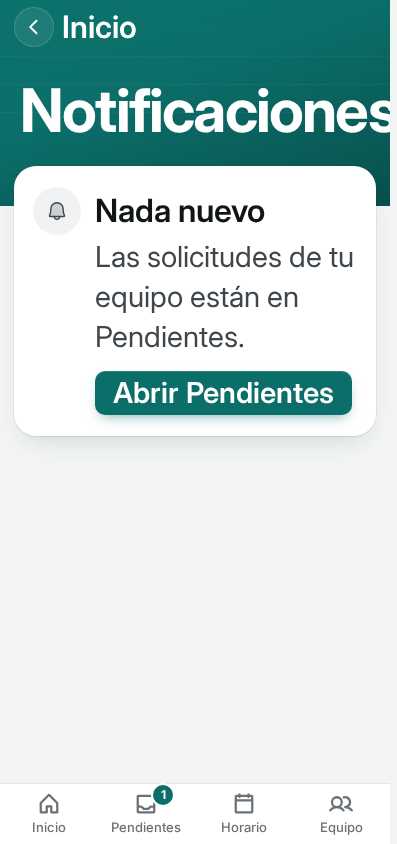 Inicio
Notificaciones
Nada nuevo
Las solicitudes de tu
equipo están en
Pendientes.
Abrir Pendientes
1
Inicio
Pendientes
Horario
Equipo